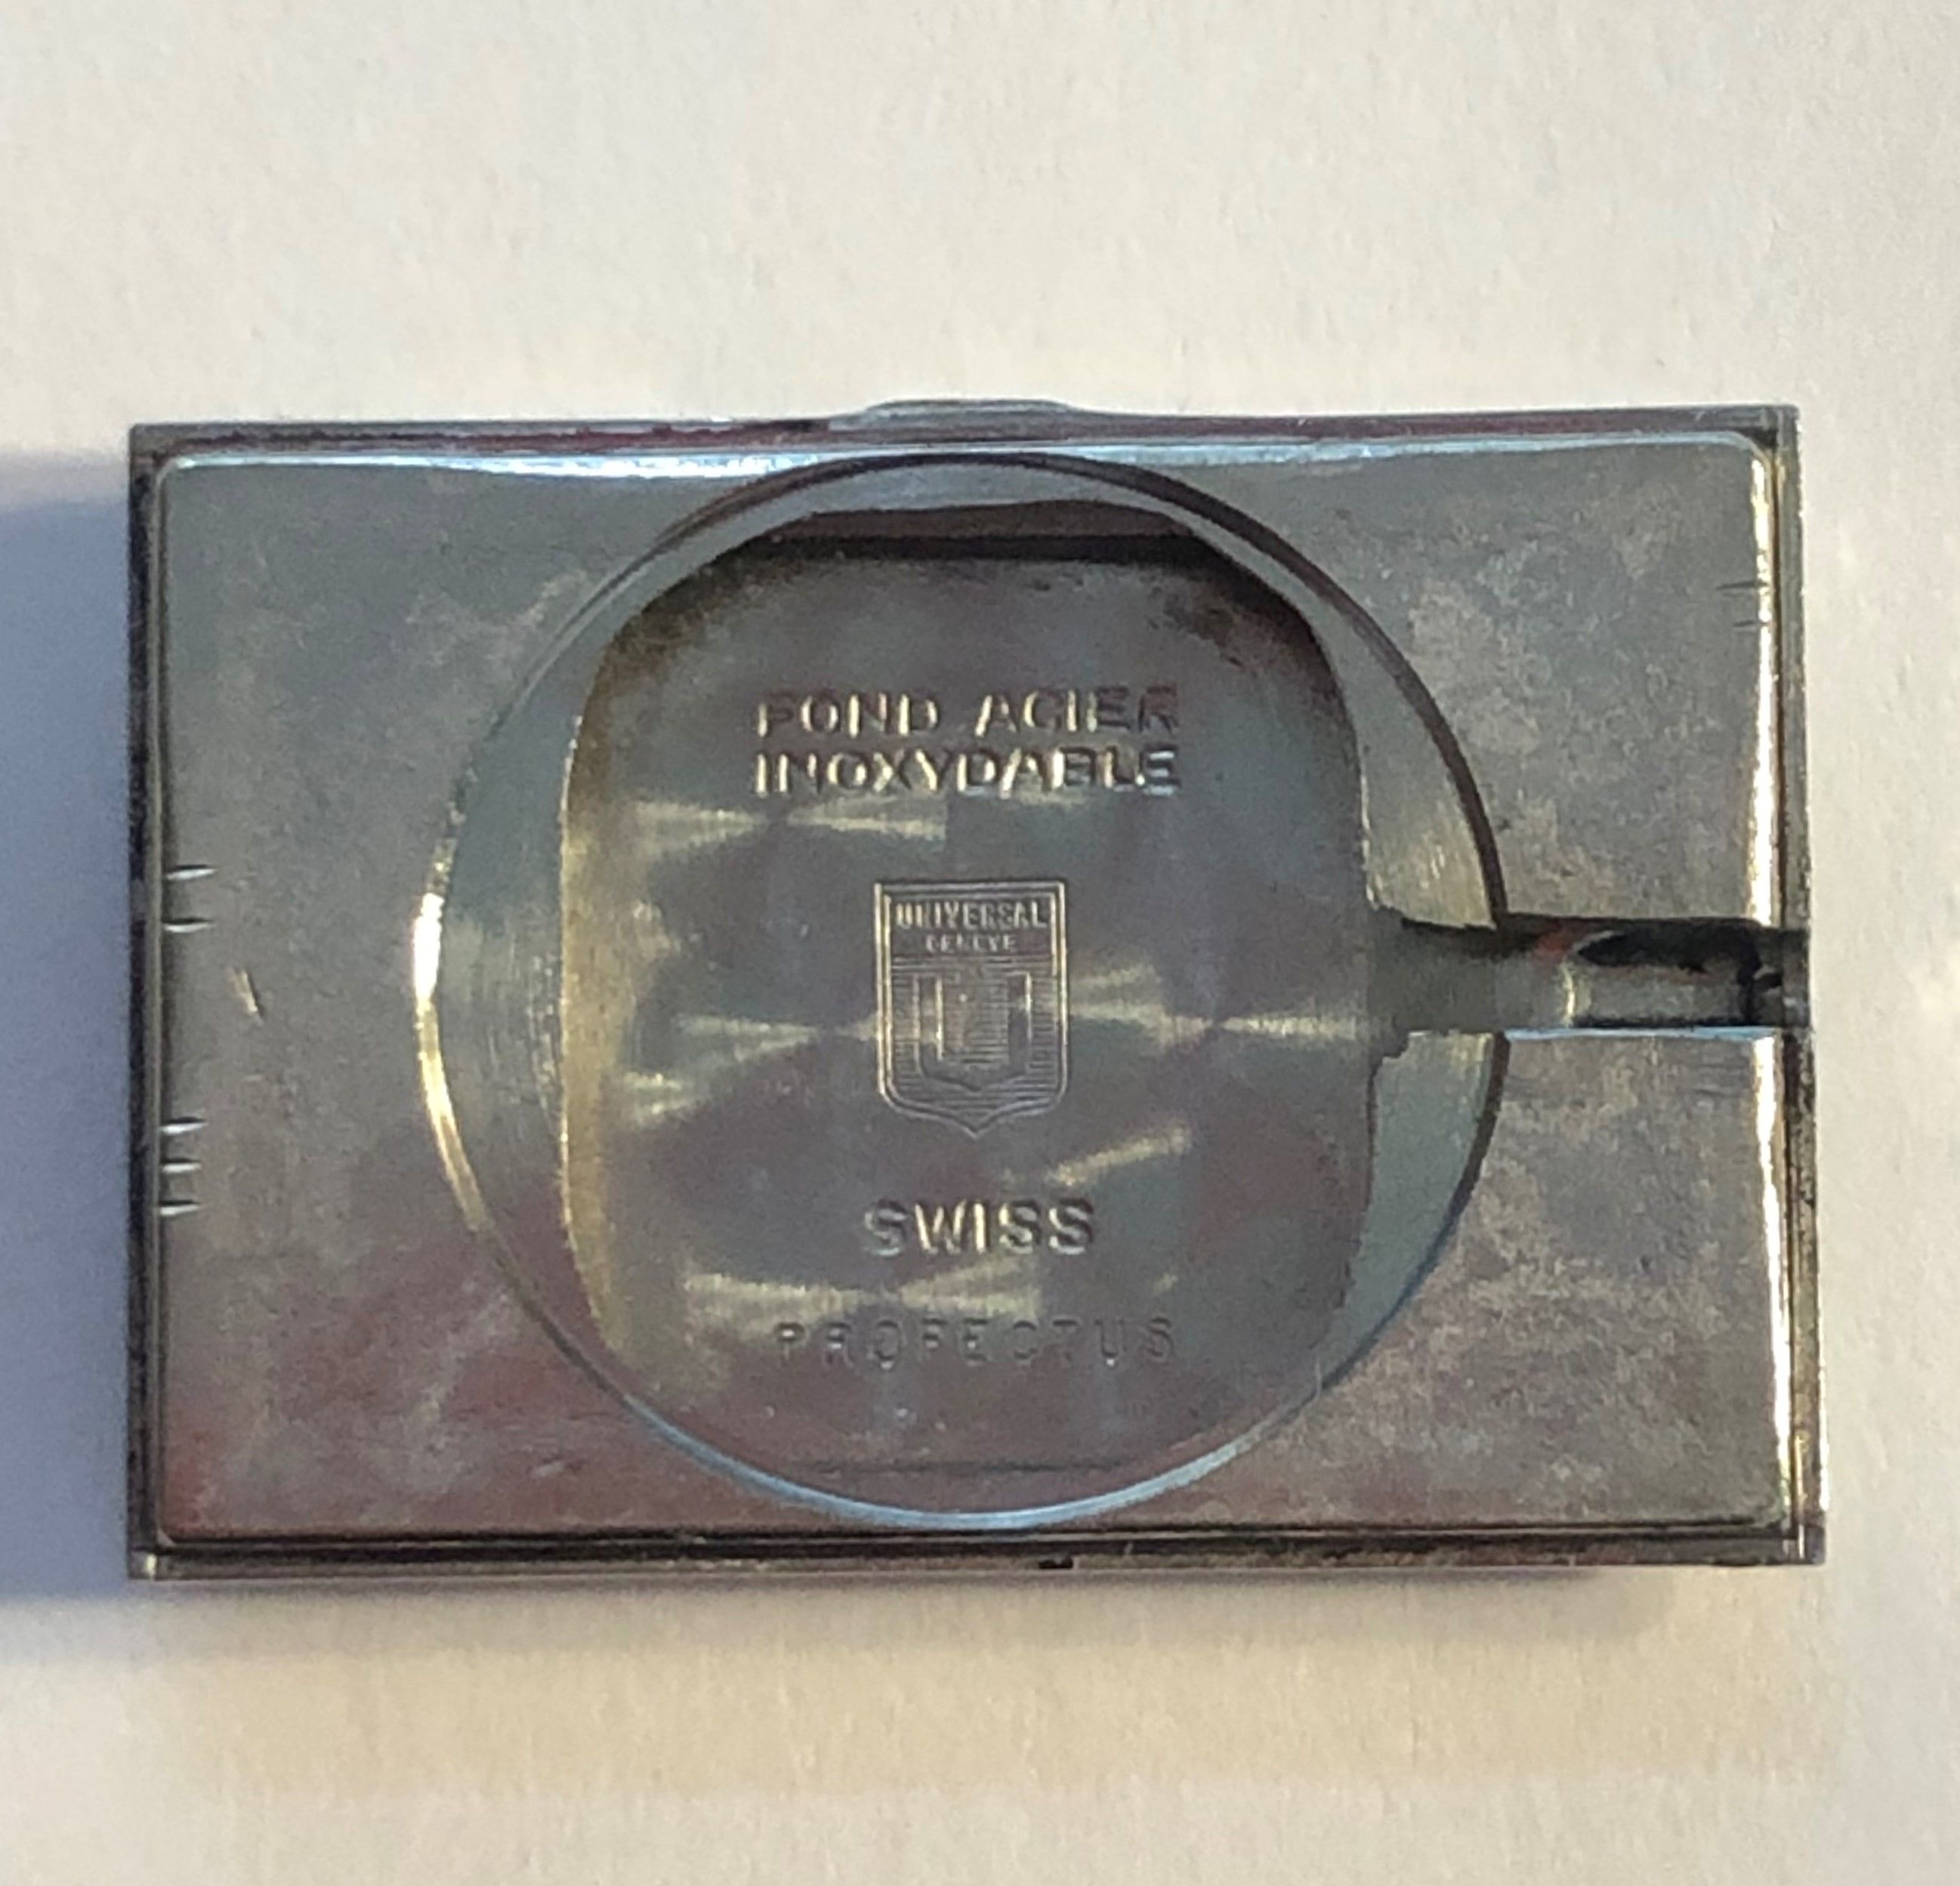 FOND ACIER
INOXYDABLE
UNIVERSAL
GENEVE
SWISS
PROFECTUS